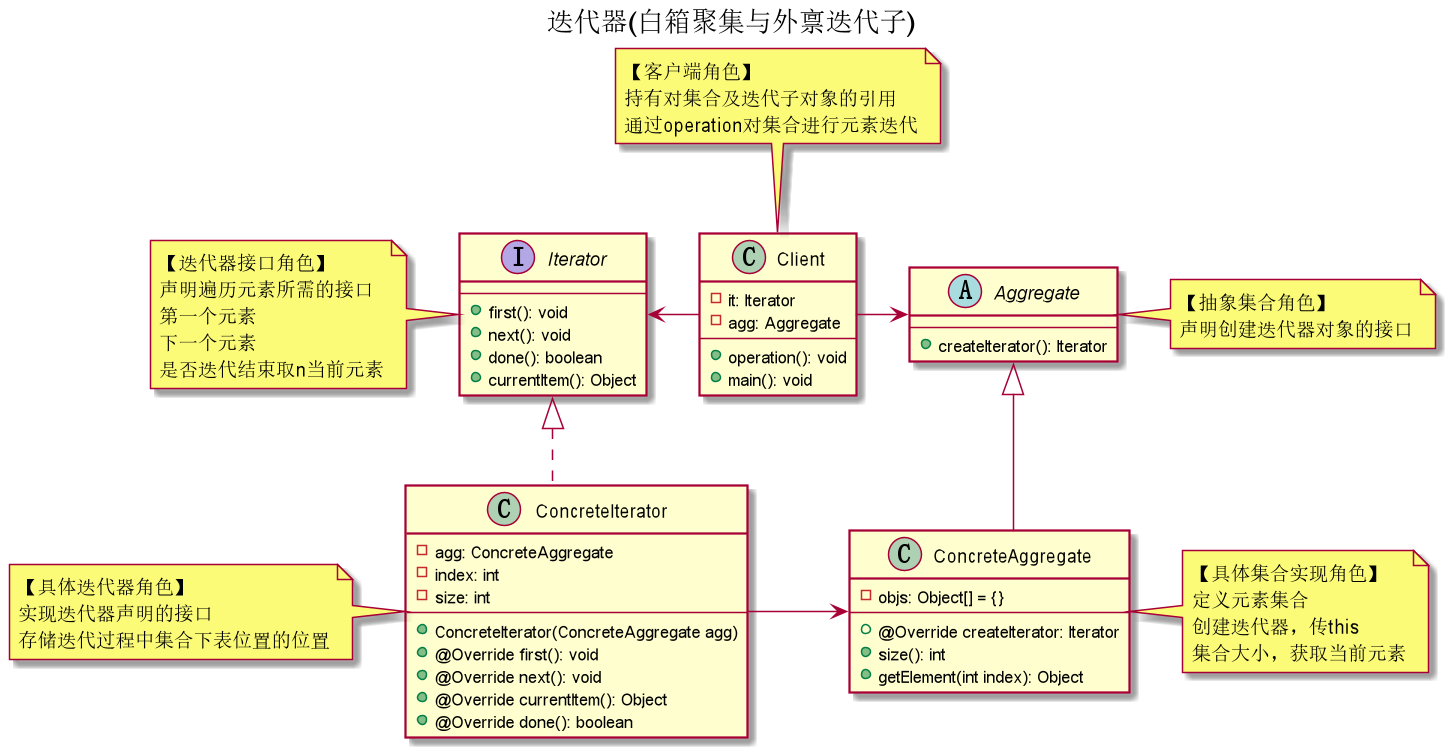 迭代器(白箱聚集与外禀迭代子)
【客户端角色】
持有对集合及迭代子对象的引用
通过operation对集合进行元素迭代
【迭代器接口角色】
声明遍历元素所需的接口
第一个元素
下一个元素
是否迭代结束取n当前元素
I Iterator
first(): void
next(): void
done(): boolean
currentItem(): Object
C Client
it: Iterator
agg: Aggregate
operation(): void
main(): void
A Aggregate
createIterator(): Iterator
【抽象集合角色】
声明创建迭代器对象的接口
【具体迭代器角色】
实现迭代器声明的接口
存储迭代过程中集合下表位置的位置
C ConcreteIterator
agg: ConcreteAggregate
index: int
size: int
ConcreteIterator(ConcreteAggregate agg)
@Override first(): void
@Override next(): void
@Override currentItem(): Object
@Override done(): boolean
C ConcreteAggregate
objs: Object[] = {}
@Override createIterator: Iterator
size(): int
getElement(int index): Object
【具体集合实现角色】
定义元素集合
创建迭代器，传this
集合大小，获取当前元素